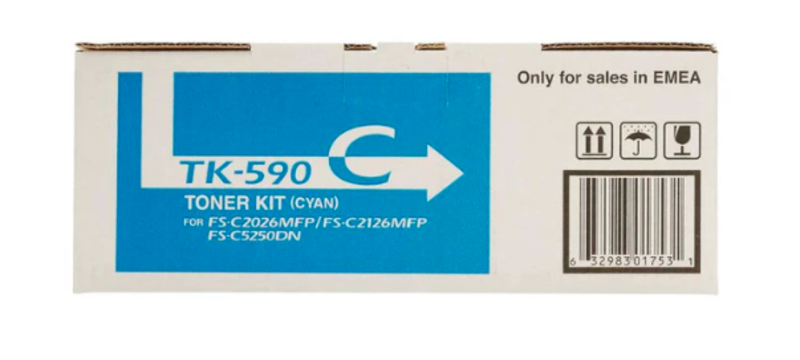 Only for sales in EMEA
TK-590 C
TONER KIT (CYAN)
FOR FS-C2026MFP/FS-C2126MFP
FS-C5250DN
6 32983 01753 1